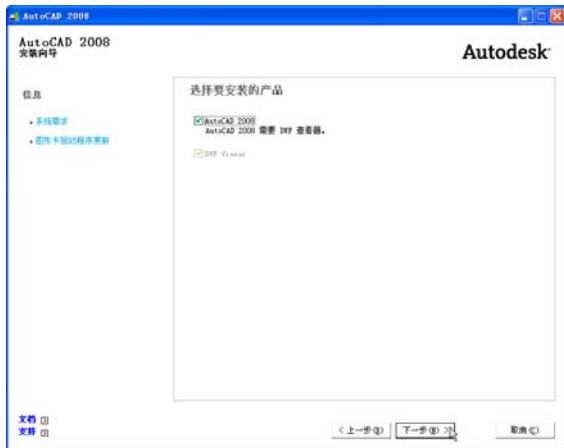 AutoCAD 2008
AutoCAD 2008
安装向导
Autodesk
信息
系统需求
图形卡驱动程序更新
选择要安装的产品
AutoCAD 2008
AutoCAD 2008 需要 DWF 查看器。
DWF Viewer
文档
支持
< 上一步(B)
下一步(N) >
取消(C)